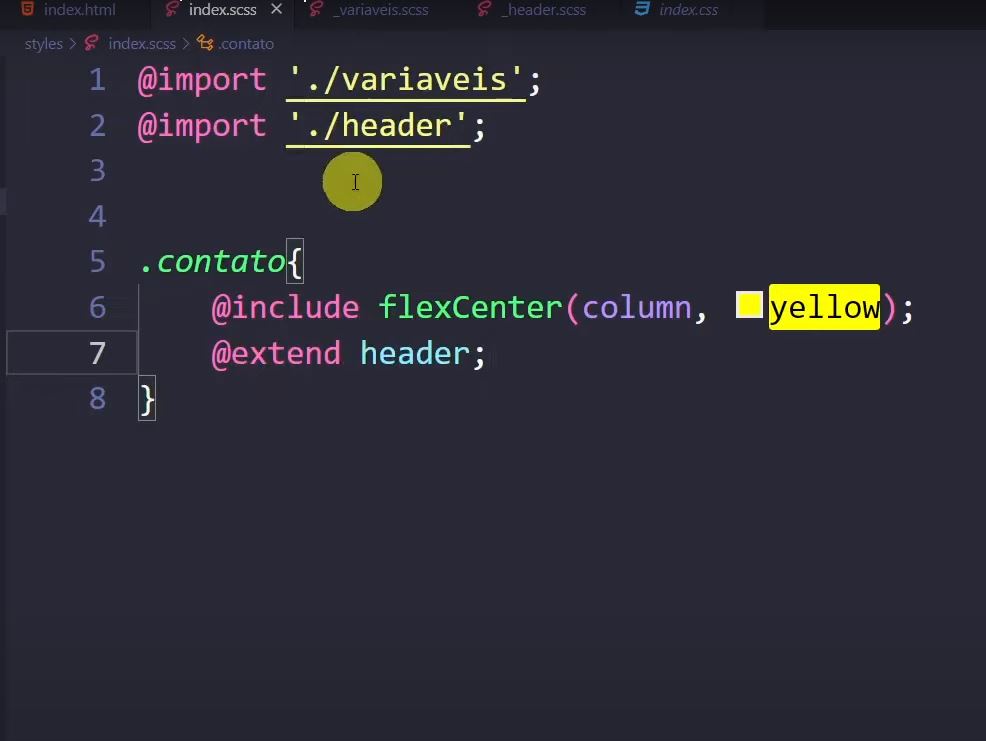 index.html index.scss _variaveis.scss _header.scss index.css
styles > index.scss > .contato
1 @import './variaveis';
2 @import './header';
3
4
5 .contato{
6 @include flexCenter(column, yellow);
7 @extend header;
8 }